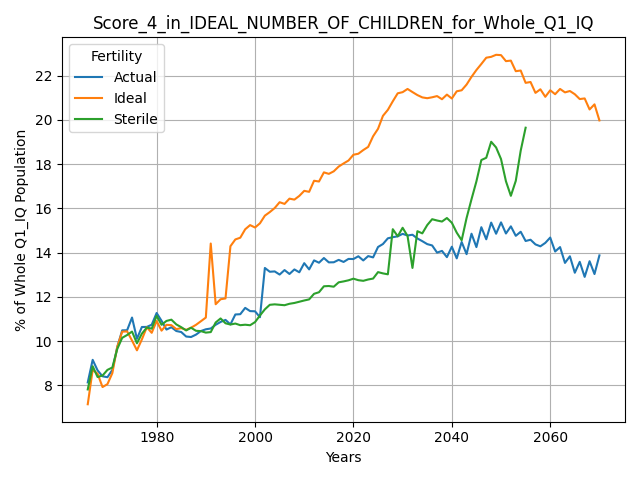 Score_4_in_IDEAL_NUMBER_OF_CHILDREN_for_Whole_Q1_IQ
Fertility
Actual
Ideal
Sterile
% of Whole Q1_IQ Population
22
20
18
16
14
12
10
8
1980 2000 2020 2040 2060
Years